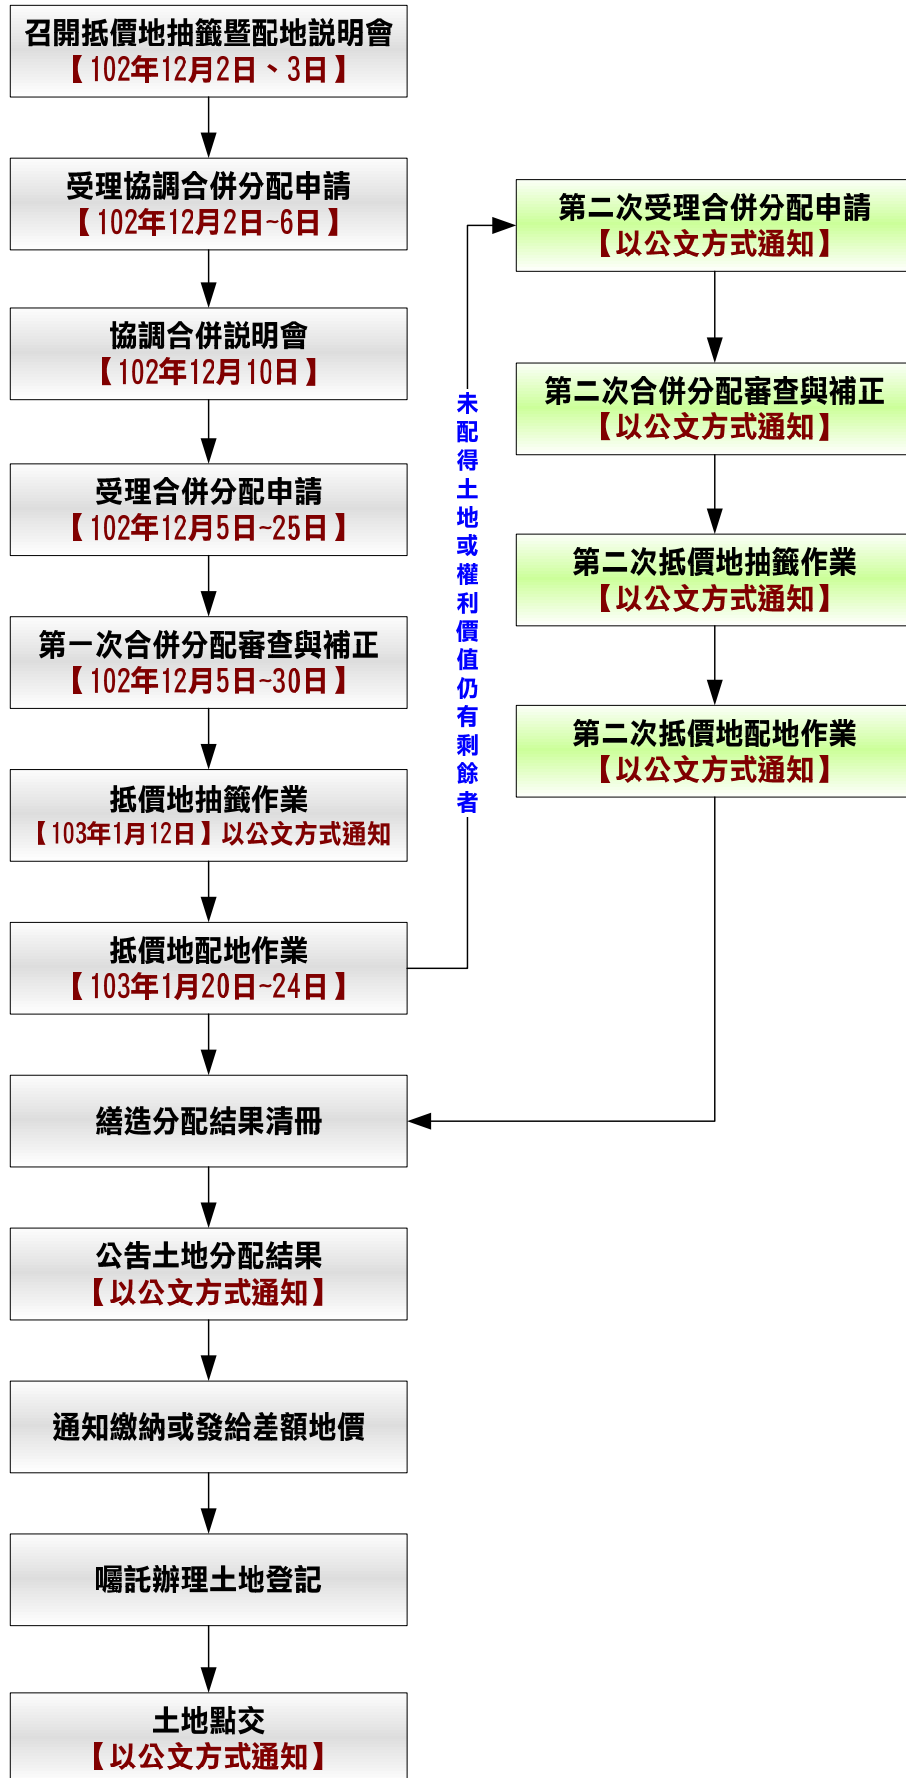 召開抵價地抽籤暨配地説明會
【102年12月2日、3日】
受理協調合併分配申請
【102年12月2日~6日】
協調合併説明會
【102年12月10日】
受理合併分配申請
【102年12月5日~25日】
第一次合併分配審查與補正
【102年12月5日~30日】
抵價地抽籤作業
【103年1月12日】以公文方式通知
抵價地配地作業
【103年1月20日~24日】
未配得土地或權利價值仍有剩餘者
第二次受理合併分配申請
【以公文方式通知】
第二次合併分配審查與補正
【以公文方式通知】
第二次抵價地抽籤作業
【以公文方式通知】
第二次抵價地配地作業
【以公文方式通知】
繕造分配結果清冊
公告土地分配結果
【以公文方式通知】
通知繳納或發給差額地價
囑託辦理土地登記
土地點交
【以公文方式通知】